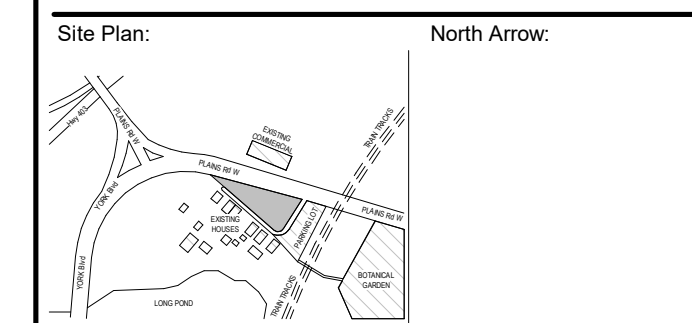 Site Plan:
North Arrow:
Hwy 403
PLAINS Rd W
EXISTING
COMMERCIAL
TRAIN TRACKS
PLAINS Rd W
YORK Blvd
EXISTING
HOUSES
PARKING LOT
PLAINS Rd W
YORK Blvd
BOTANICAL
GARDEN
LONG POND
TRAIN TRACKS